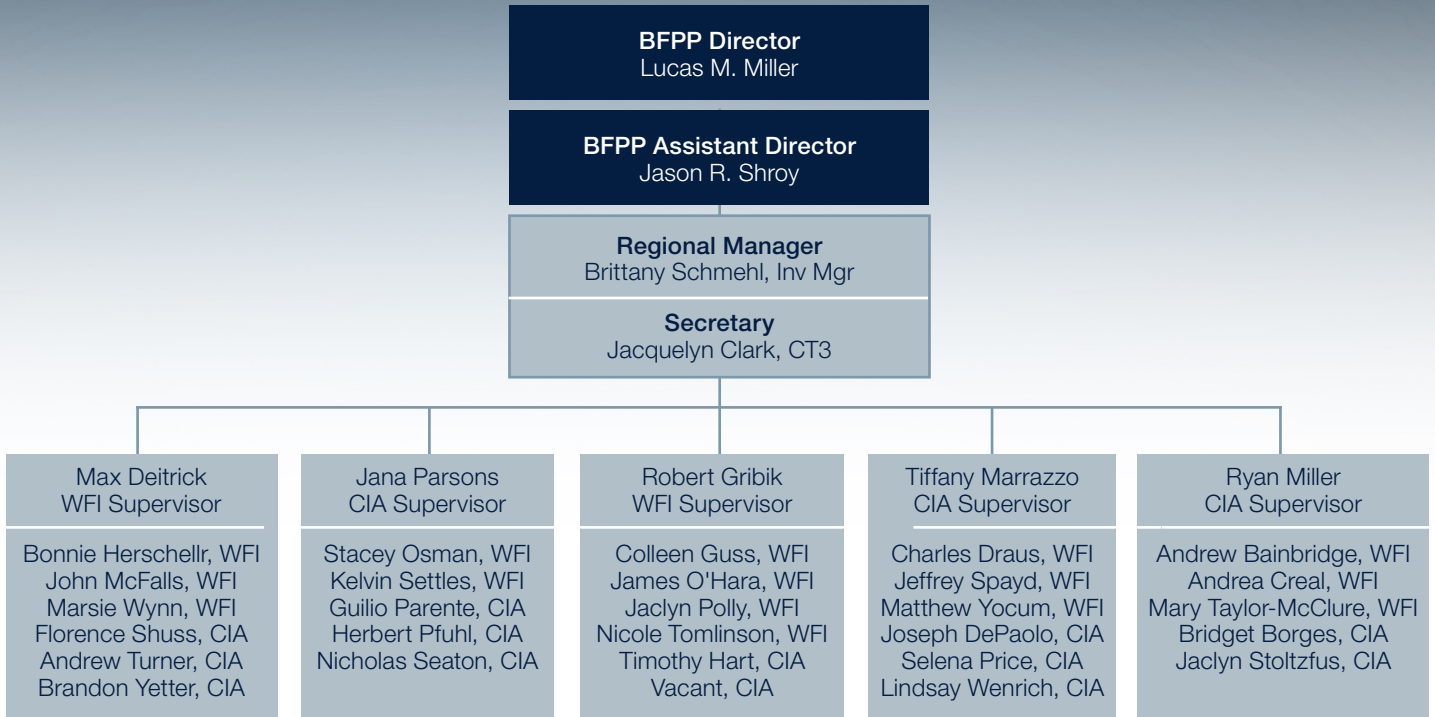 BFPP Director
Lucas M. Miller
BFPP Assistant Director
Jason R. Shroy
Regional Manager
Brittany Schmehl, Inv Mgr
Secretary
Jacquelyn Clark, CT3
Max Deitrick
WFI Supervisor
Bonnie Herschellr, WFI
John McFalls, WFI
Marsie Wynn, WFI
Florence Shuss, CIA
Andrew Turner, CIA
Brandon Yetter, CIA
Jana Parsons
CIA Supervisor
Stacey Osman, WFI
Kelvin Settles, WFI
Guilio Parente, CIA
Herbert Pfuhl, CIA
Nicholas Seaton, CIA
Robert Gribik
WFI Supervisor
Colleen Guss, WFI
James O'Hara, WFI
Jaclyn Polly, WFI
Nicole Tomlinson, WFI
Timothy Hart, CIA
Vacant, CIA
Tiffany Marrazzo
CIA Supervisor
Charles Draus, WFI
Jeffrey Spayd, WFI
Matthew Yocum, WFI
Joseph DePaolo, CIA
Selena Price, CIA
Lindsay Wenrich, CIA
Ryan Miller
CIA Supervisor
Andrew Bainbridge, WFI
Andrea Creal, WFI
Mary Taylor-McClure, WFI
Bridget Borges, CIA
Jaclyn Stoltzfus, CIA